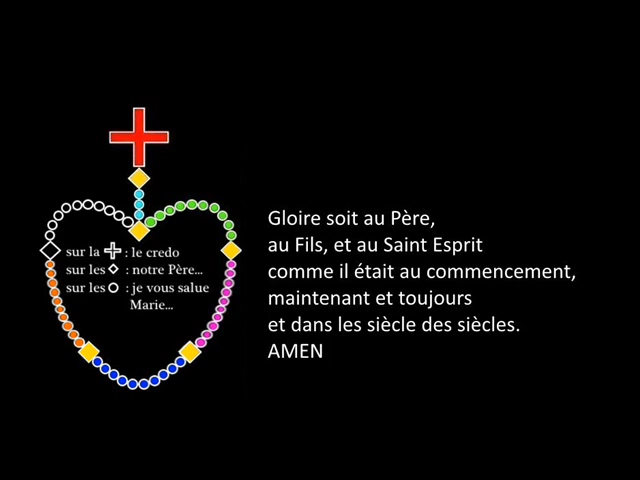 sur la : le credo
sur les : notre Père...
sur les : je vous salue
Marie...
Gloire soit au Père,
au Fils, et au Saint Esprit
comme il était au commencement,
maintenant et toujours
et dans les siècle des siècles.
AMEN